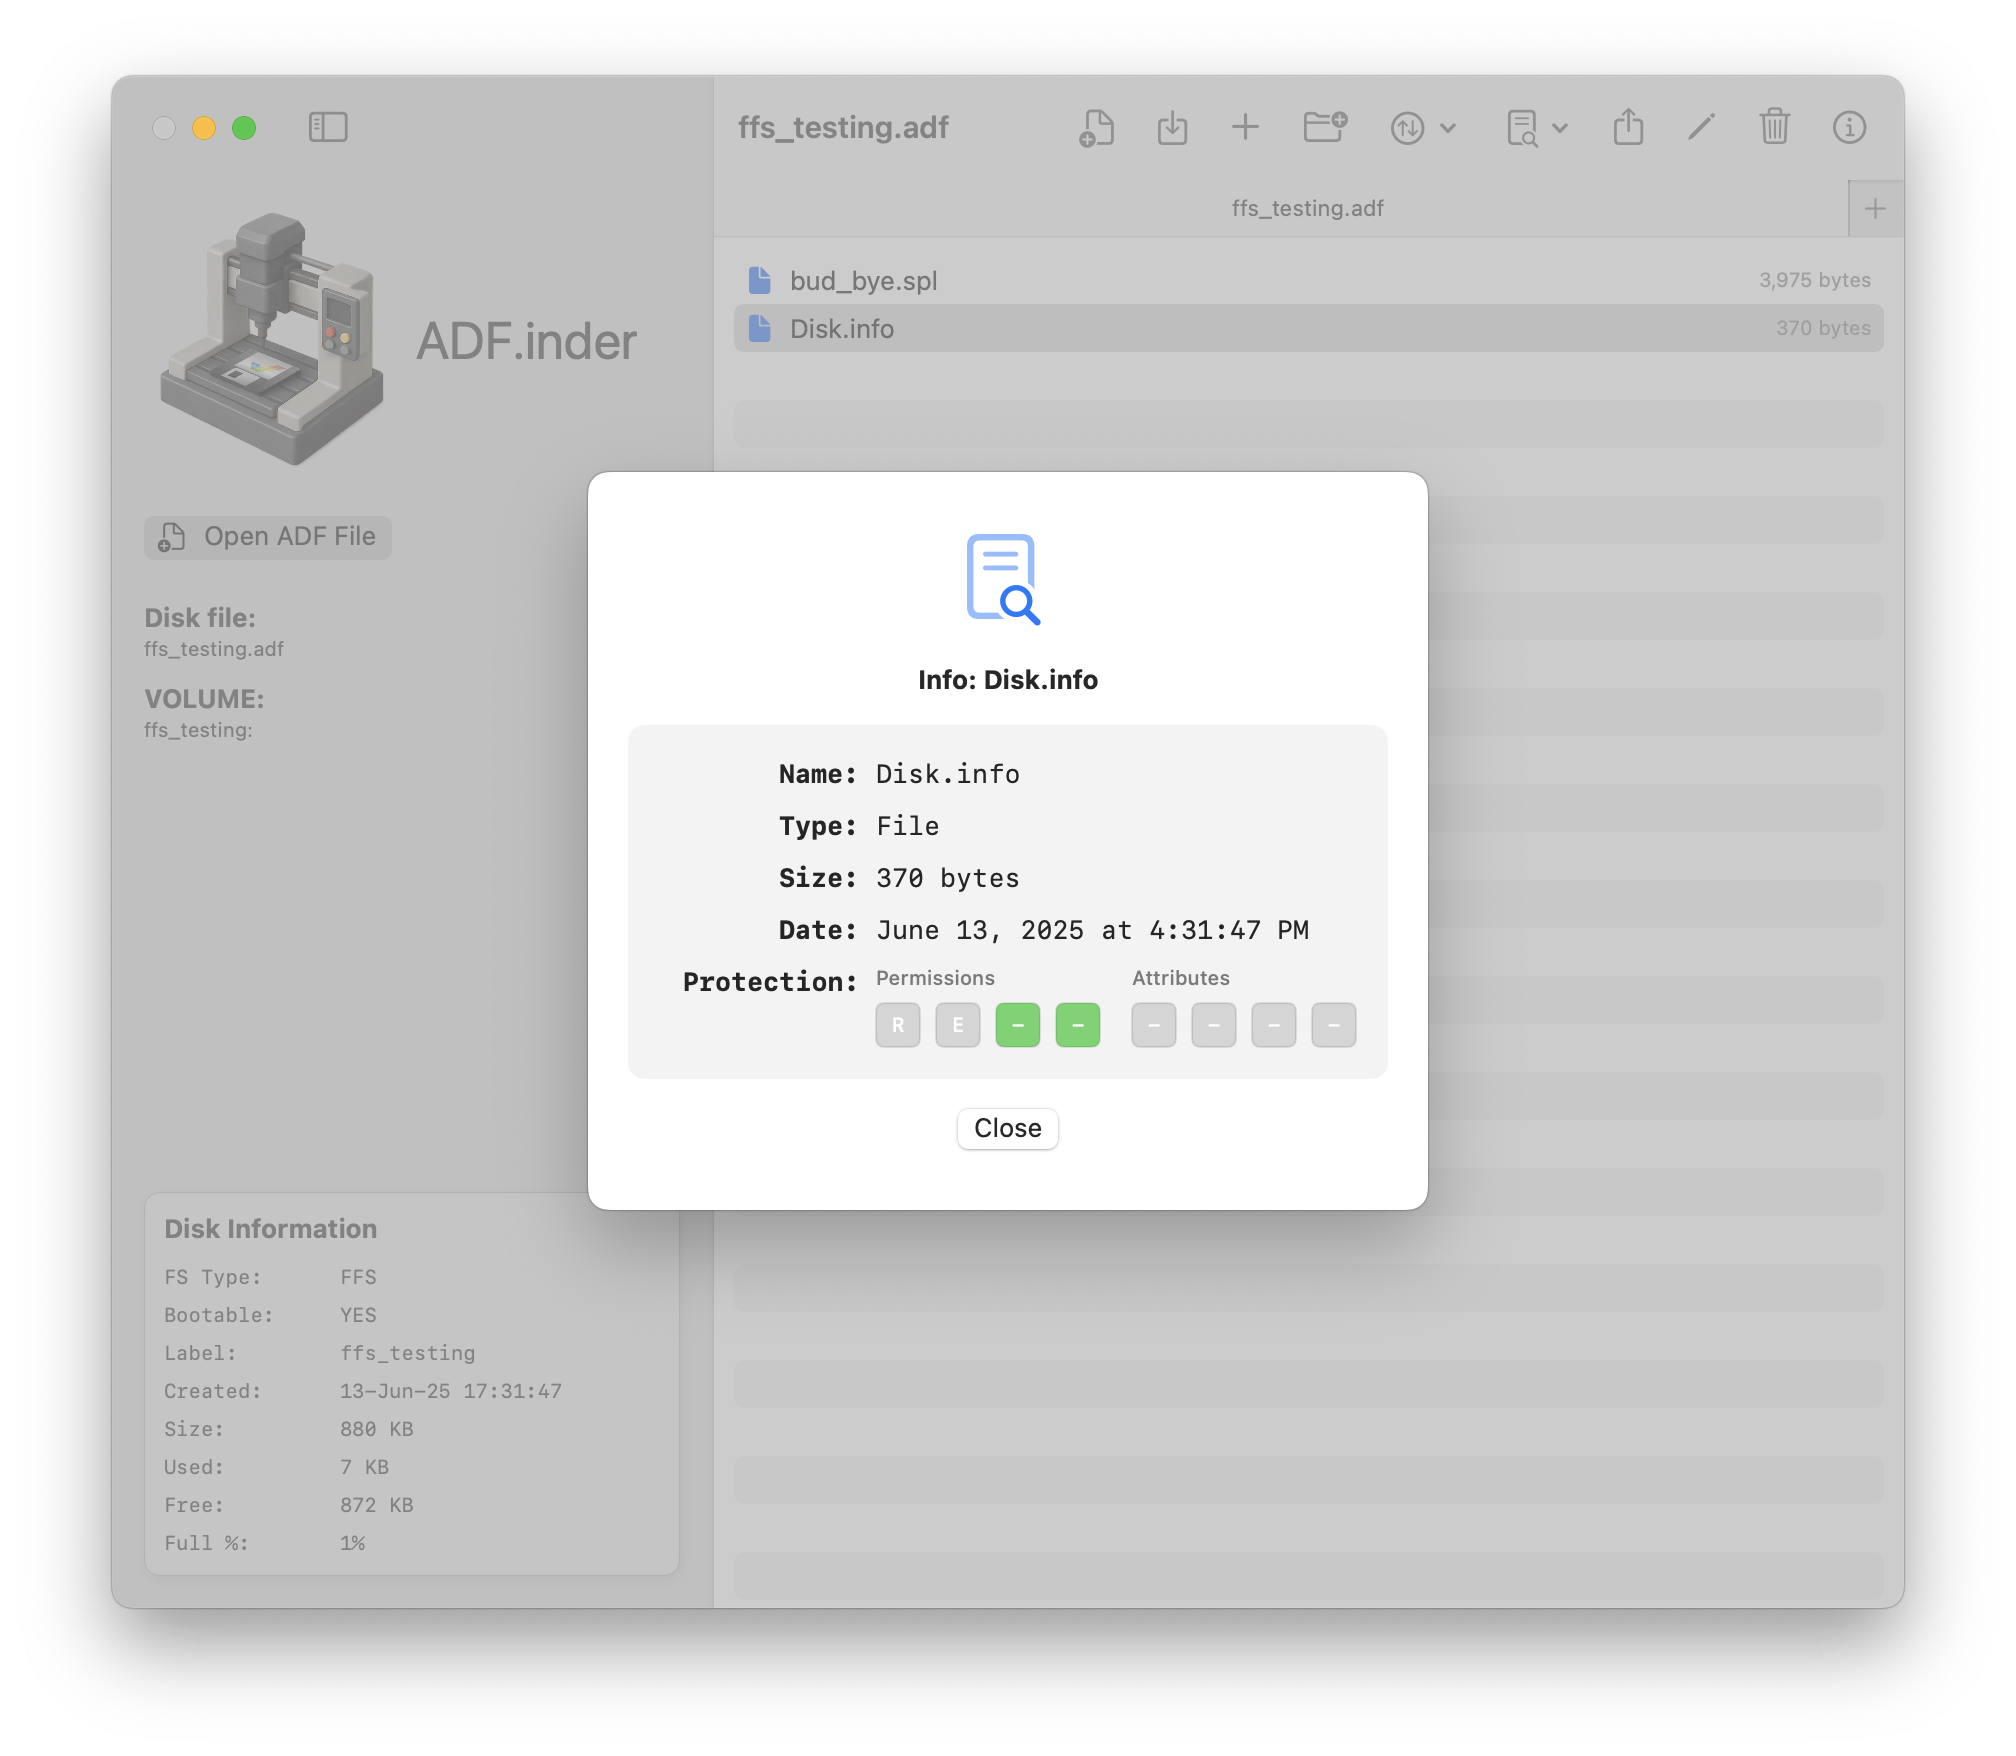 ffs_testing.adf
ffs_testing.adf
ADF.inder
Open ADF File
Disk file:
ffs_testing.adf
VOLUME:
ffs_testing:
bud_bye.spl 3,975 bytes
Disk.info 370 bytes
Info: Disk.info
Name: Disk.info
Type: File
Size: 370 bytes
Date: June 13, 2025 at 4:31:47 PM
Protection: Permissions Attributes
R E - - - - - -
Close
Disk Information
FS Type: FFS
Bootable: YES
Label: ffs_testing
Created: 13-Jun-25 17:31:47
Size: 880 KB
Used: 7 KB
Free: 872 KB
Full %: 1%